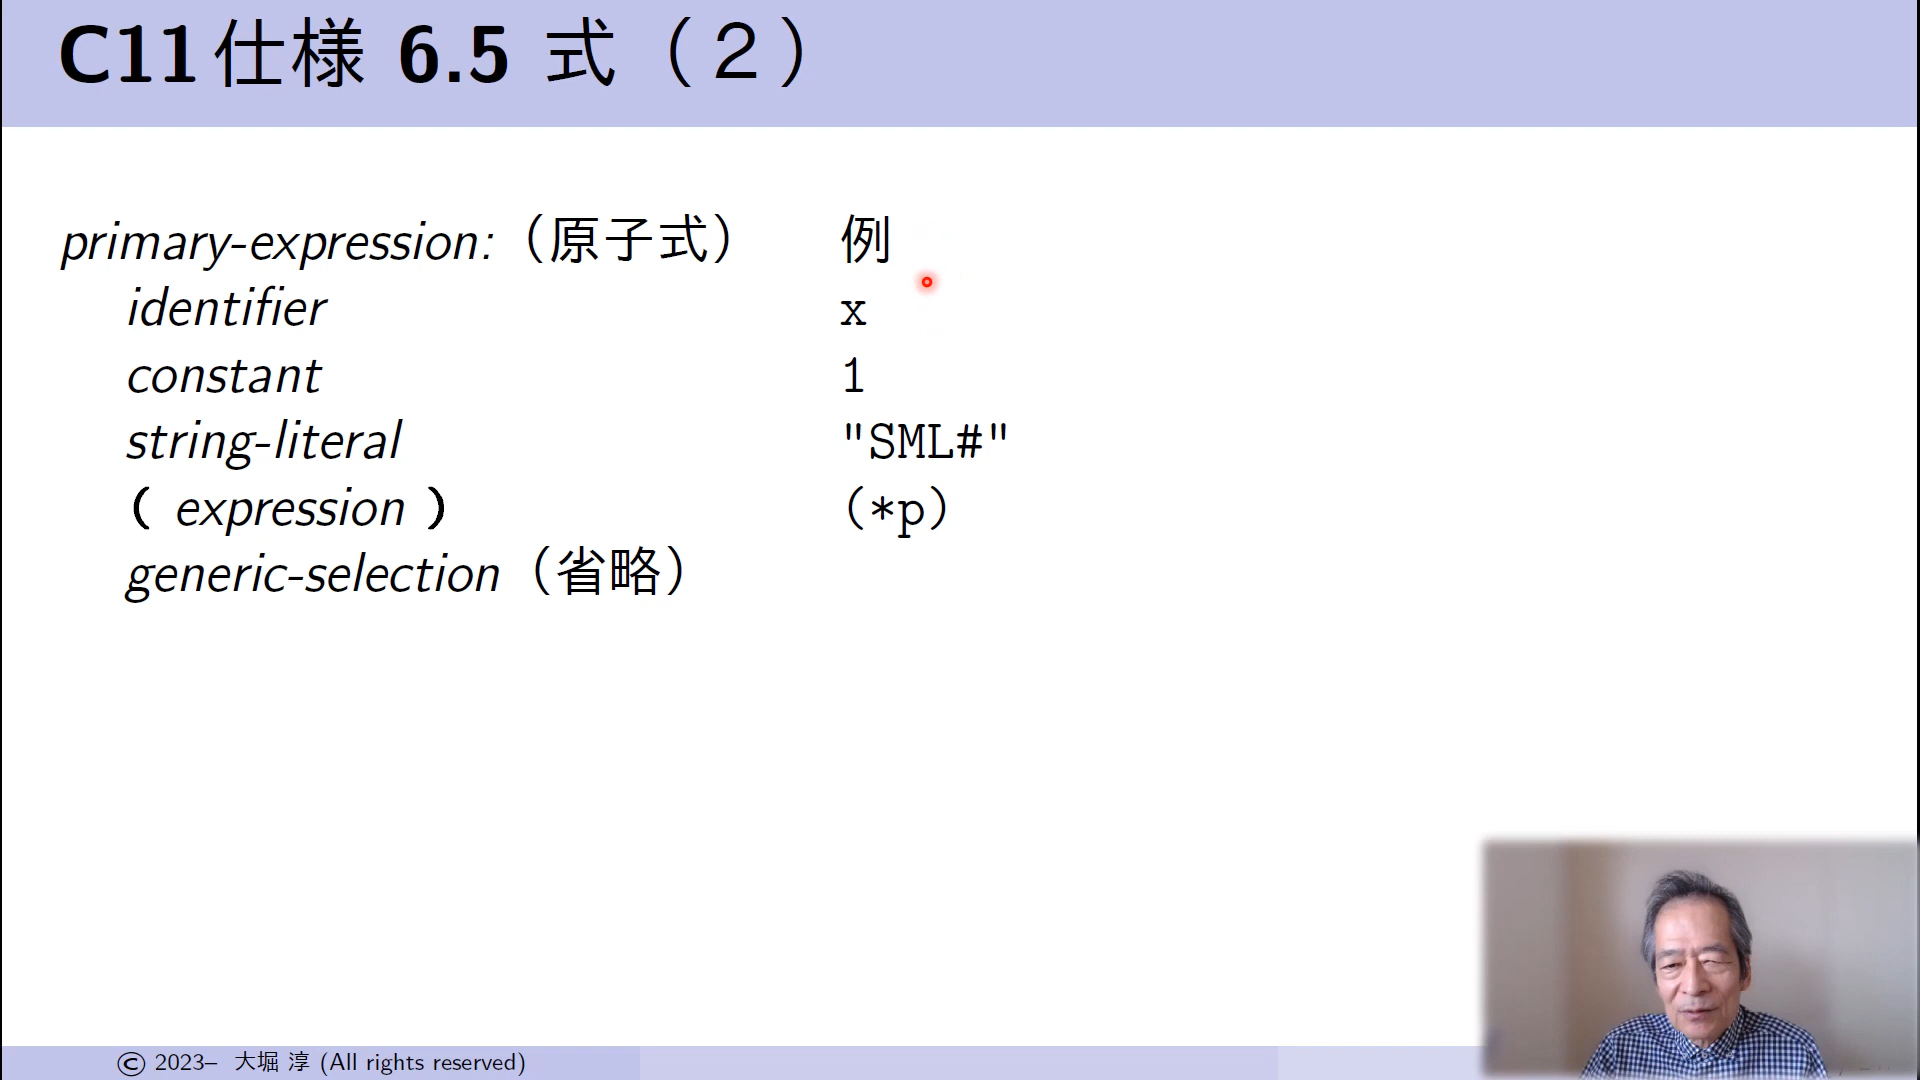 C11仕様 6.5 式（２）
primary-expression:（原子式） 例
identifier x
constant 1
string-literal "SML#"
( expression ) (*p)
generic-selection（省略）
© 2023– 大堀 淳 (All rights reserved)